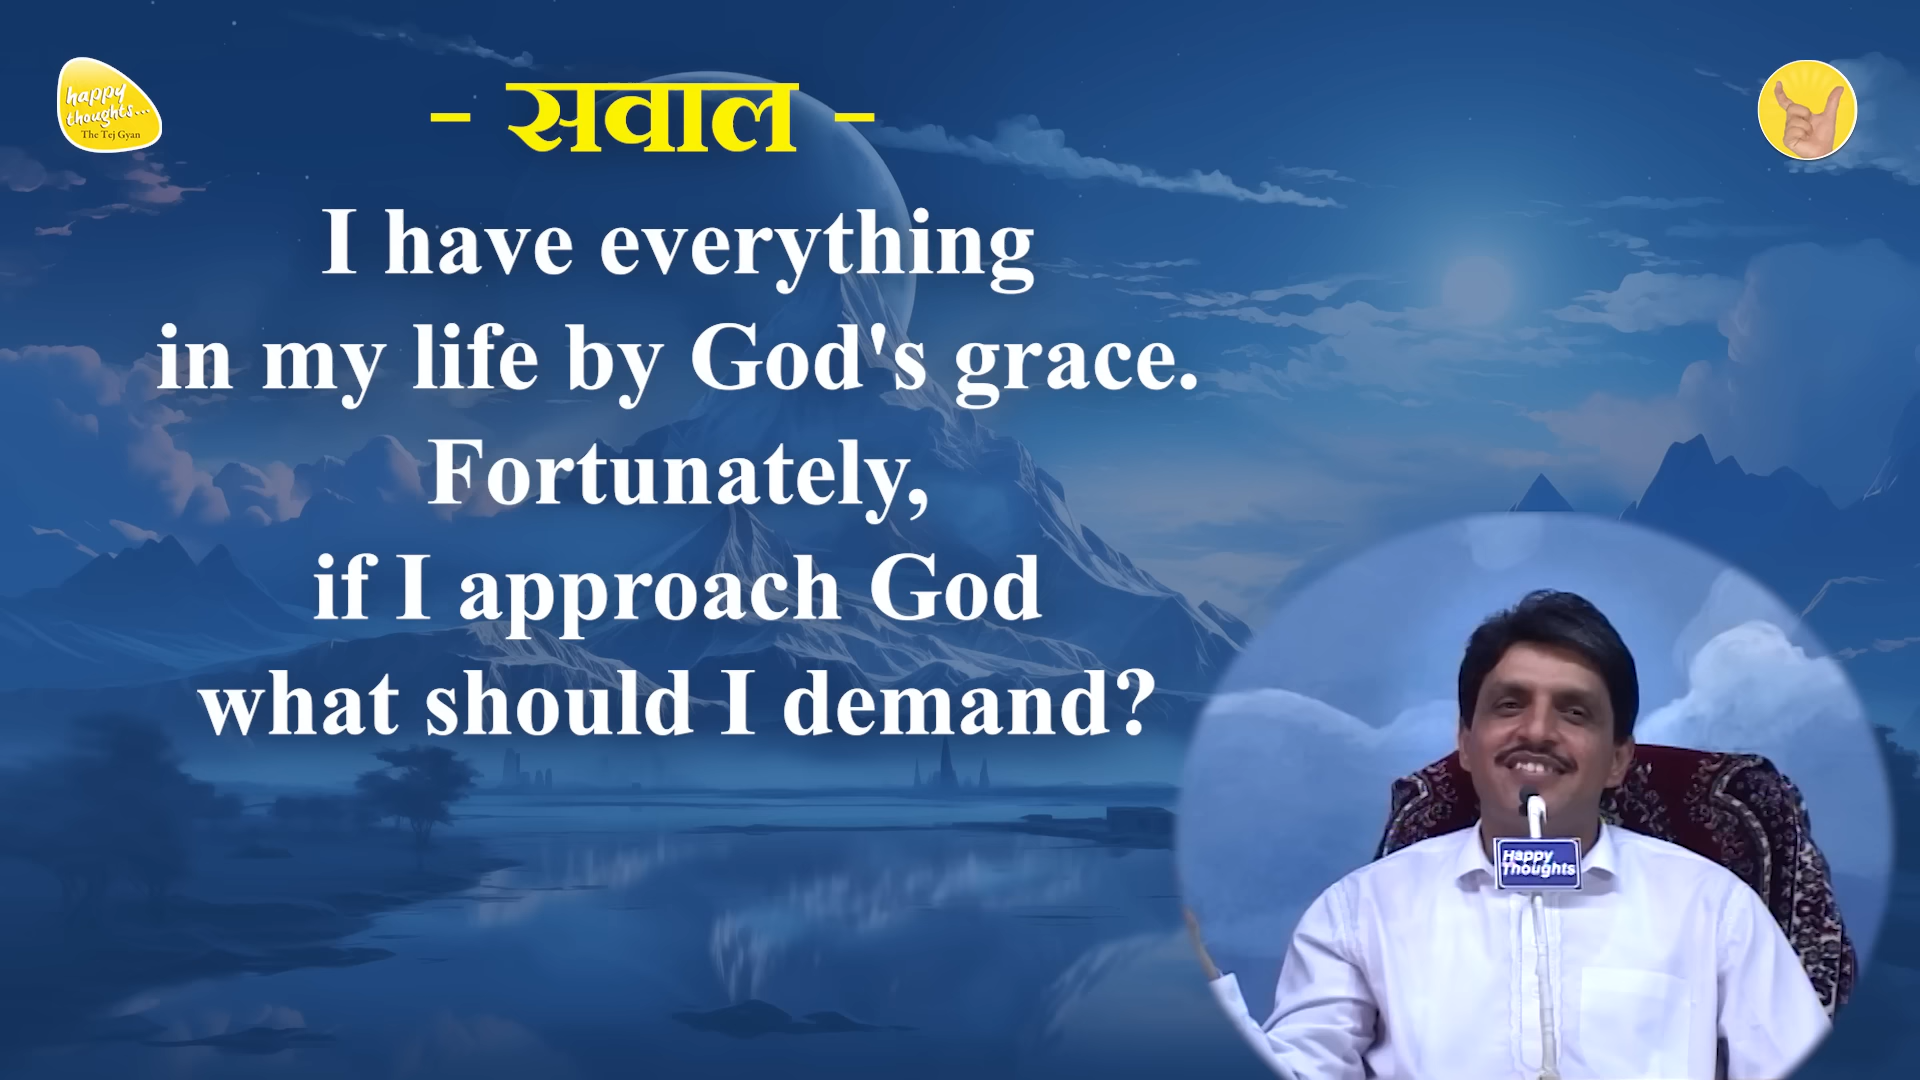 happy
thoughts...
The Tej Gyan
- सवाल -
I have everything
in my life by God's grace.
Fortunately,
if I approach God
what should I demand?
Happy
Thoughts